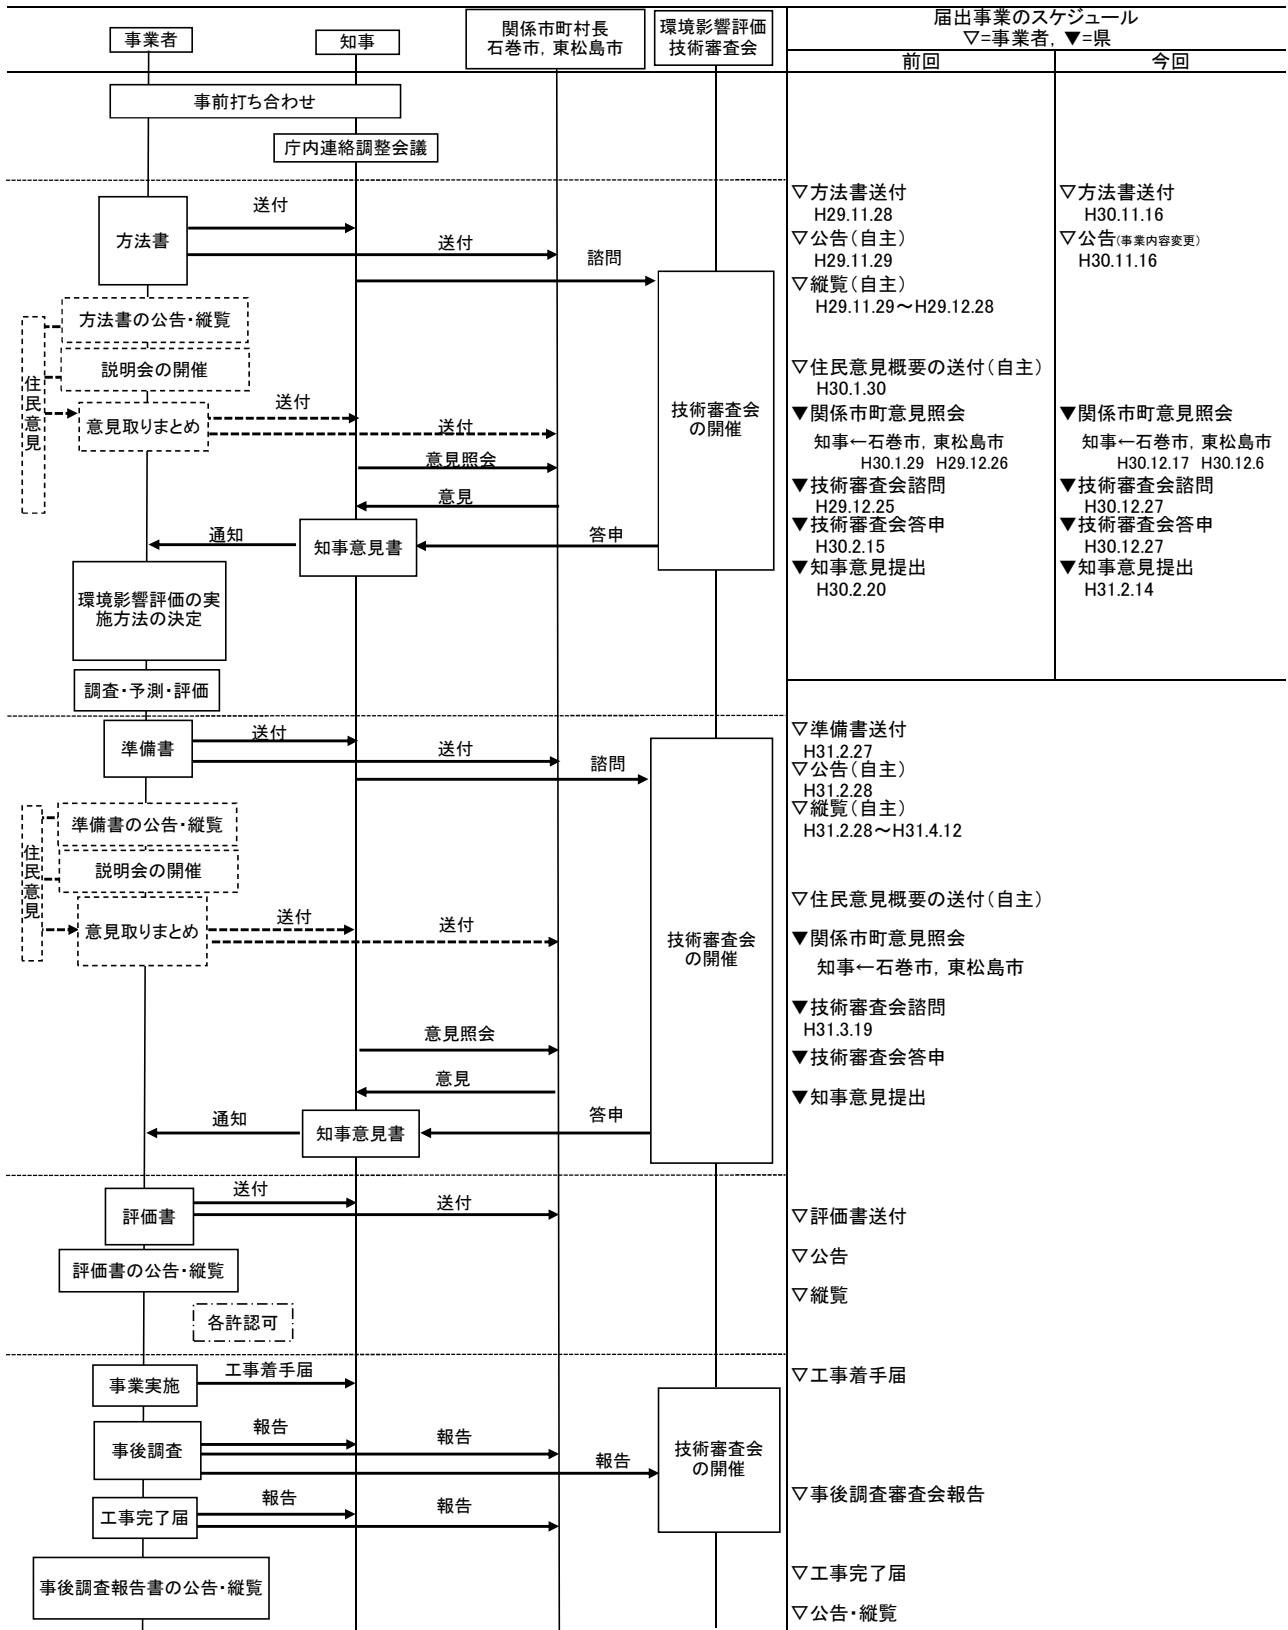 事業者
知事
関係市町村長
石巻市，東松島市
環境影響評価
技術審査会
届出事業のスケジュール
▽=事業者，▼=県
前回
今回
事前打ち合わせ
庁内連絡調整会議
方法書
送付
送付
諮問
方法書の公告・縦覧
説明会の開催
住民意見
意見取りまとめ
送付
送付
意見照会
意見
技術審査会
の開催
通知
知事意見書
答申
環境影響評価の実
施方法の決定
調査・予測・評価
▽方法書送付
H29.11.28
▽公告（自主）
H29.11.29
▽縦覧（自主）
H29.11.29～H29.12.28
▽住民意見概要の送付（自主）
H30.1.30
▼関係市町意見照会
知事←石巻市，東松島市
H30.1.29 H29.12.26
▼技術審査会諮問
H29.12.25
▼技術審査会答申
H30.2.15
▼知事意見提出
H30.2.20
▽方法書送付
H30.11.16
▽公告（事業内容変更）
H30.11.16
▼関係市町意見照会
知事←石巻市，東松島市
H30.12.17 H30.12.6
▼技術審査会諮問
H30.12.27
▼技術審査会答申
H30.12.27
▼知事意見提出
H31.2.14
準備書
送付
送付
諮問
準備書の公告・縦覧
説明会の開催
住民意見
意見取りまとめ
送付
送付
技術審査会
の開催
意見照会
意見
通知
知事意見書
答申
▽準備書送付
H31.2.27
▽公告（自主）
H31.2.28
▽縦覧（自主）
H31.2.28～H31.4.12
▽住民意見概要の送付（自主）
▼関係市町意見照会
知事←石巻市，東松島市
▼技術審査会諮問
H31.3.19
▼技術審査会答申
▼知事意見提出
評価書
送付
送付
評価書の公告・縦覧
各許認可
▽評価書送付
▽公告
▽縦覧
事業実施
工事着手届
事後調査
報告
報告
報告
技術審査会
の開催
工事完了届
報告
報告
事後調査報告書の公告・縦覧
▽工事着手届
▽事後調査審査会報告
▽工事完了届
▽公告・縦覧